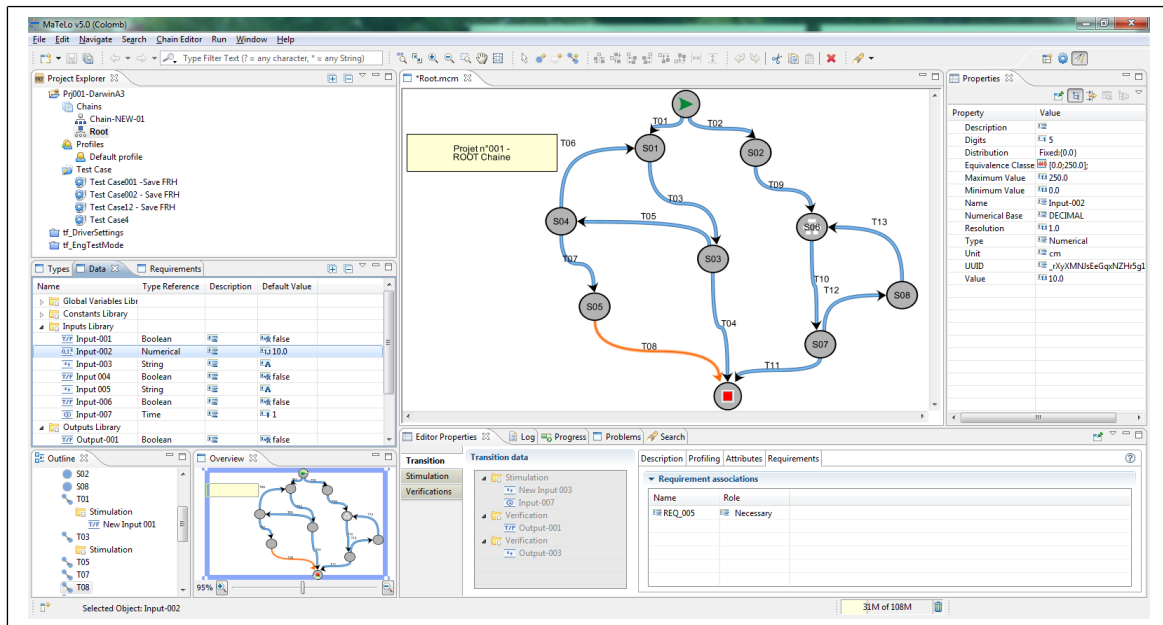 MaTeLo v5.0 (Colomb)
File Edit Navigate Search Chain Editor Run Window Help
Type Filter Text (? = any character, * = any String)
Project Explorer
Prj001-DarwinA3
Chains
Chain-NEW-01
Root
Profiles
Default profile
Test Case
Test Case001 -Save FRH
Test Case002 - Save FRH
Test Case12 - Save FRH
Test Case4
tf_DriverSettings
tf_EngTestMode
Types Data Requirements
Name Type Reference Description Default Value
Global Variables Libr
Constants Library
Inputs Library
T/F Input-001 Boolean false
Input-002 Numerical 10.0
Input-003 String
T/F Input 004 Boolean false
Input 005 String
T/F Input-006 Boolean false
Input-007 Time 1
Outputs Library
T/F Output-001 Boolean false
Outline
S02
S08
T01
Stimulation
T/F New Input 001
T03
Stimulation
T05
T07
T08
Overview
95%
*Root.mcm
Projet n°001 -
ROOT Chaine
T01
T02
T06
S01
S02
T03
T09
T05
T13
S04
S06
T07
S03
T10
T12
S05
S08
T04
T08
S07
T11
Properties
Property Value
Description
Digits 5
Distribution Fixed:{0.0}
Equivalence Classe [0.0;250.0];
Maximum Value 250.0
Minimum Value 0.0
Name Input-002
Numerical Base DECIMAL
Resolution 1.0
Type Numerical
Unit cm
UUID _rXyXMNJsEeGqxNZHr5g1
Value 10.0
Editor Properties Log Progress Problems Search
Transition
Stimulation
Verifications
Transition data
Stimulation
New Input 003
Input-007
Verification
T/F Output-001
Verification
Output-003
Description Profiling Attributes Requirements
Requirement associations
Name Role
REQ_005 Necessary
Selected Object: Input-002
31M of 108M